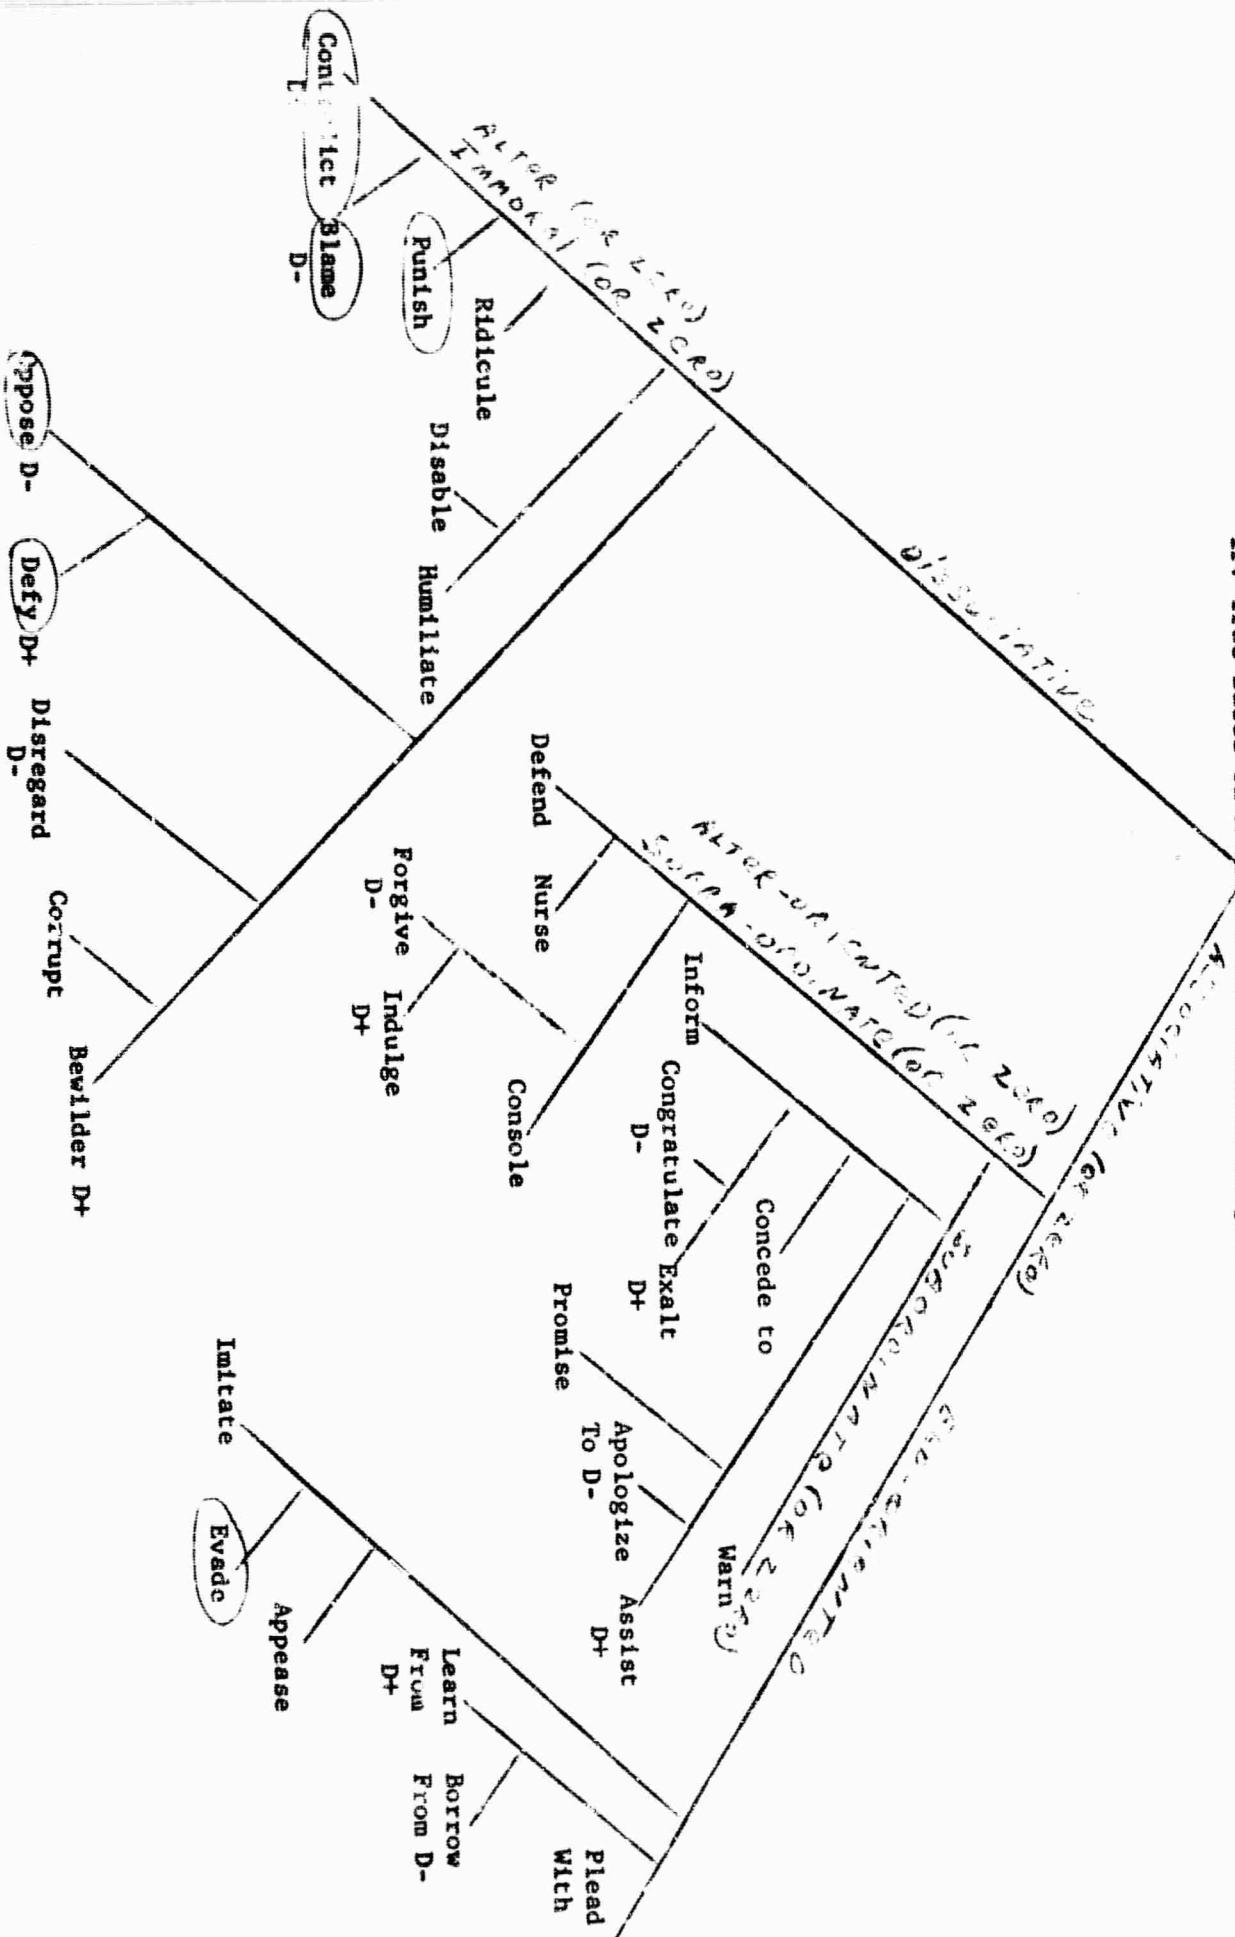 DISSOCIATIVE
ASSOCIATIVE (OR ZERO)
ALTER (OR ZERO)
IMMORAL (OR ZERO)
ALTER-ORIENTED (OR ZERO)
SUPRA-ORDINATE (OR ZERO)
SUBORDINATE (OR ZERO)
EGO-ORIENTED
Blame
D-
Punish
Ridicule
Disable
Humiliate
Oppose D-
Defy D+
Disregard
D-
Corrupt
Bewilder D+
Defend
Nurse
Forgive
D-
Indulge
D+
Console
Inform
Congratulate
D-
Exalt
D+
Concede to
Promise
Apologize
To D-
Assist
D+
Warn
Imitate
Evade
Appease
Learn
From
D+
Borrow
From D-
Plead
With